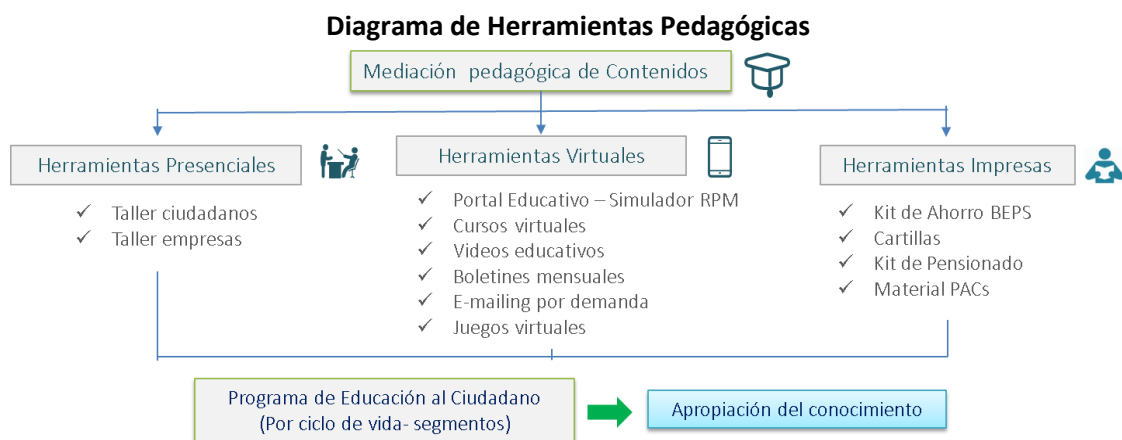 Diagrama de Herramientas Pedagógicas
Mediación pedagógica de Contenidos
Herramientas Presenciales
✓ Taller ciudadanos
✓ Taller empresas
Herramientas Virtuales
✓ Portal Educativo – Simulador RPM
✓ Cursos virtuales
✓ Videos educativos
✓ Boletines mensuales
✓ E-mailing por demanda
✓ Juegos virtuales
Herramientas Impresas
✓ Kit de Ahorro BEPS
✓ Cartillas
✓ Kit de Pensionado
✓ Material PACs
Programa de Educación al Ciudadano
(Por ciclo de vida- segmentos)
Apropiación del conocimiento